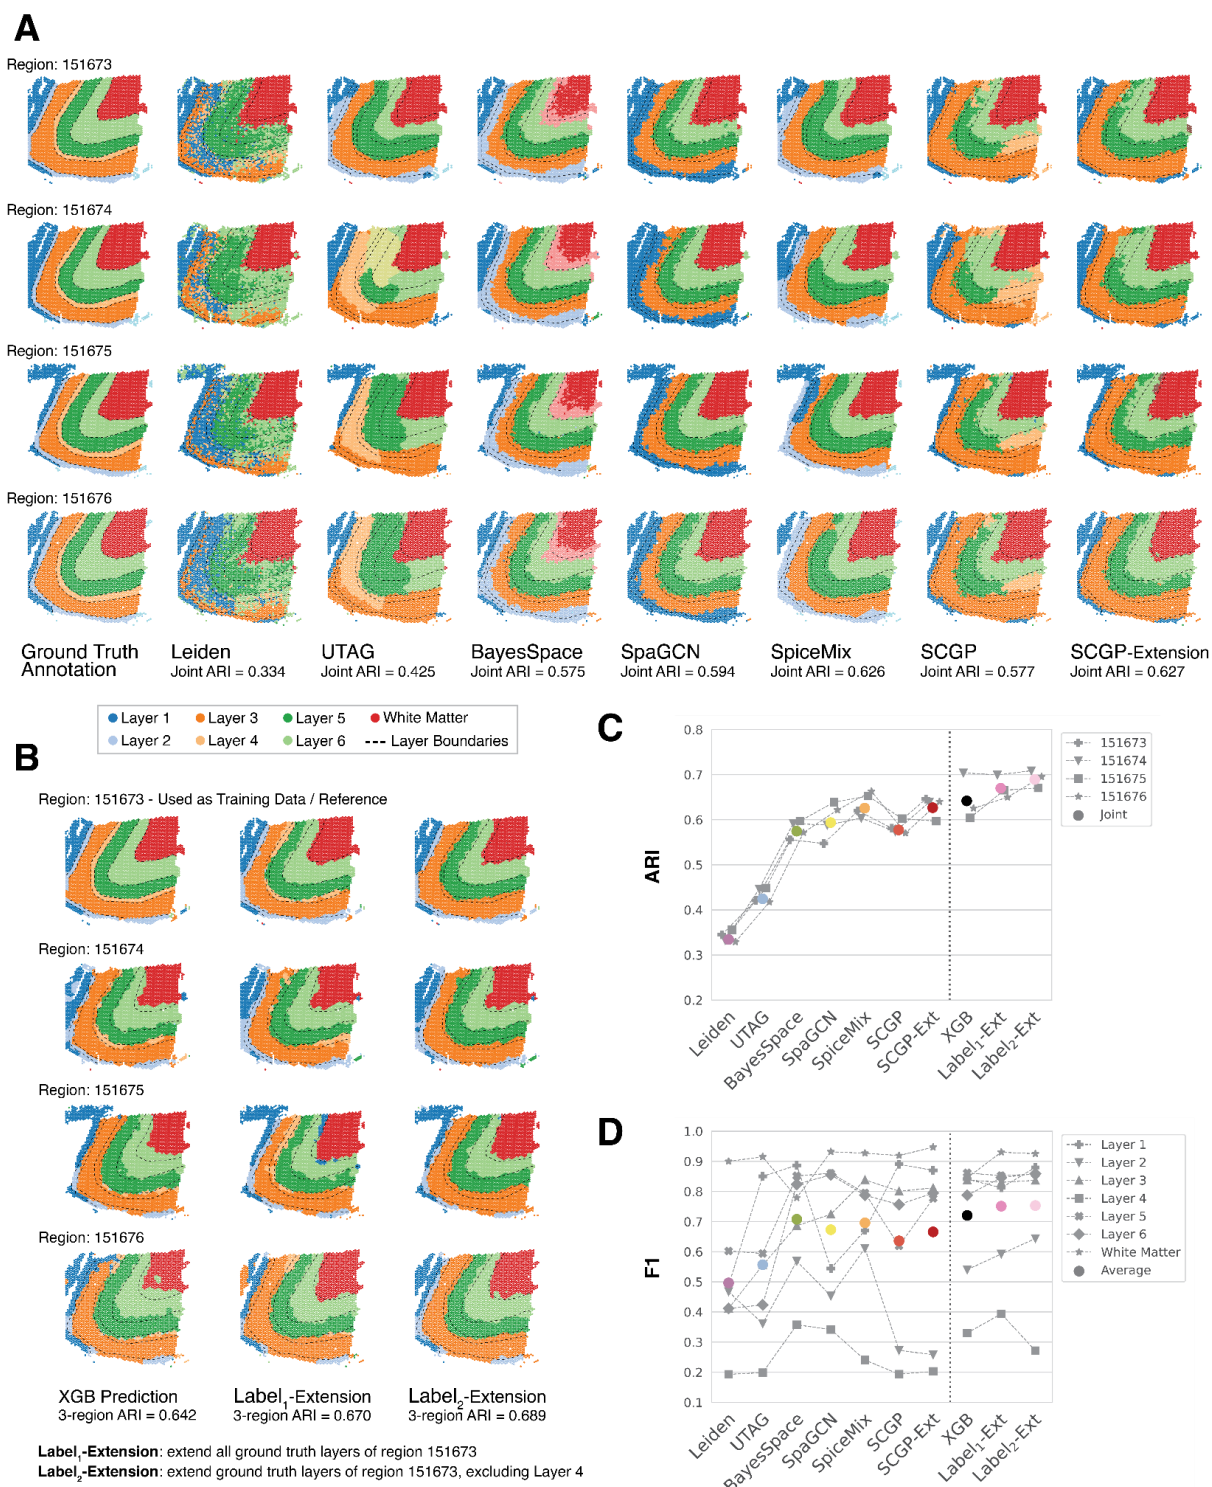 A
Region: 151673
Region: 151674
Region: 151675
Region: 151676
Ground Truth Annotation
Leiden
Joint ARI = 0.334
UTAG
Joint ARI = 0.425
BayesSpace
Joint ARI = 0.575
SpaGCN
Joint ARI = 0.594
SpiceMix
Joint ARI = 0.626
SCGP
Joint ARI = 0.577
SCGP-Extension
Joint ARI = 0.627
Layer 1
Layer 3
Layer 5
White Matter
Layer 2
Layer 4
Layer 6
Layer Boundaries
B
Region: 151673 - Used as Training Data / Reference
Region: 151674
Region: 151675
Region: 151676
XGB Prediction
3-region ARI = 0.642
Label1-Extension
3-region ARI = 0.670
Label2-Extension
3-region ARI = 0.689
Label1-Extension: extend all ground truth layers of region 151673
Label2-Extension: extend ground truth layers of region 151673, excluding Layer 4
C
ARI
0.8
0.7
0.6
0.5
0.4
0.3
0.2
Leiden
UTAG
BayesSpace
SpaGCN
SpiceMix
SCGP
SCGP-Ext
XGB
Label1-Ext
Label2-Ext
151673
151674
151675
151676
Joint
D
F1
1.0
0.9
0.8
0.7
0.6
0.5
0.4
0.3
0.2
0.1
Leiden
UTAG
BayesSpace
SpaGCN
SpiceMix
SCGP
SCGP-Ext
XGB
Label1-Ext
Label2-Ext
Layer 1
Layer 2
Layer 3
Layer 4
Layer 5
Layer 6
White Matter
Average